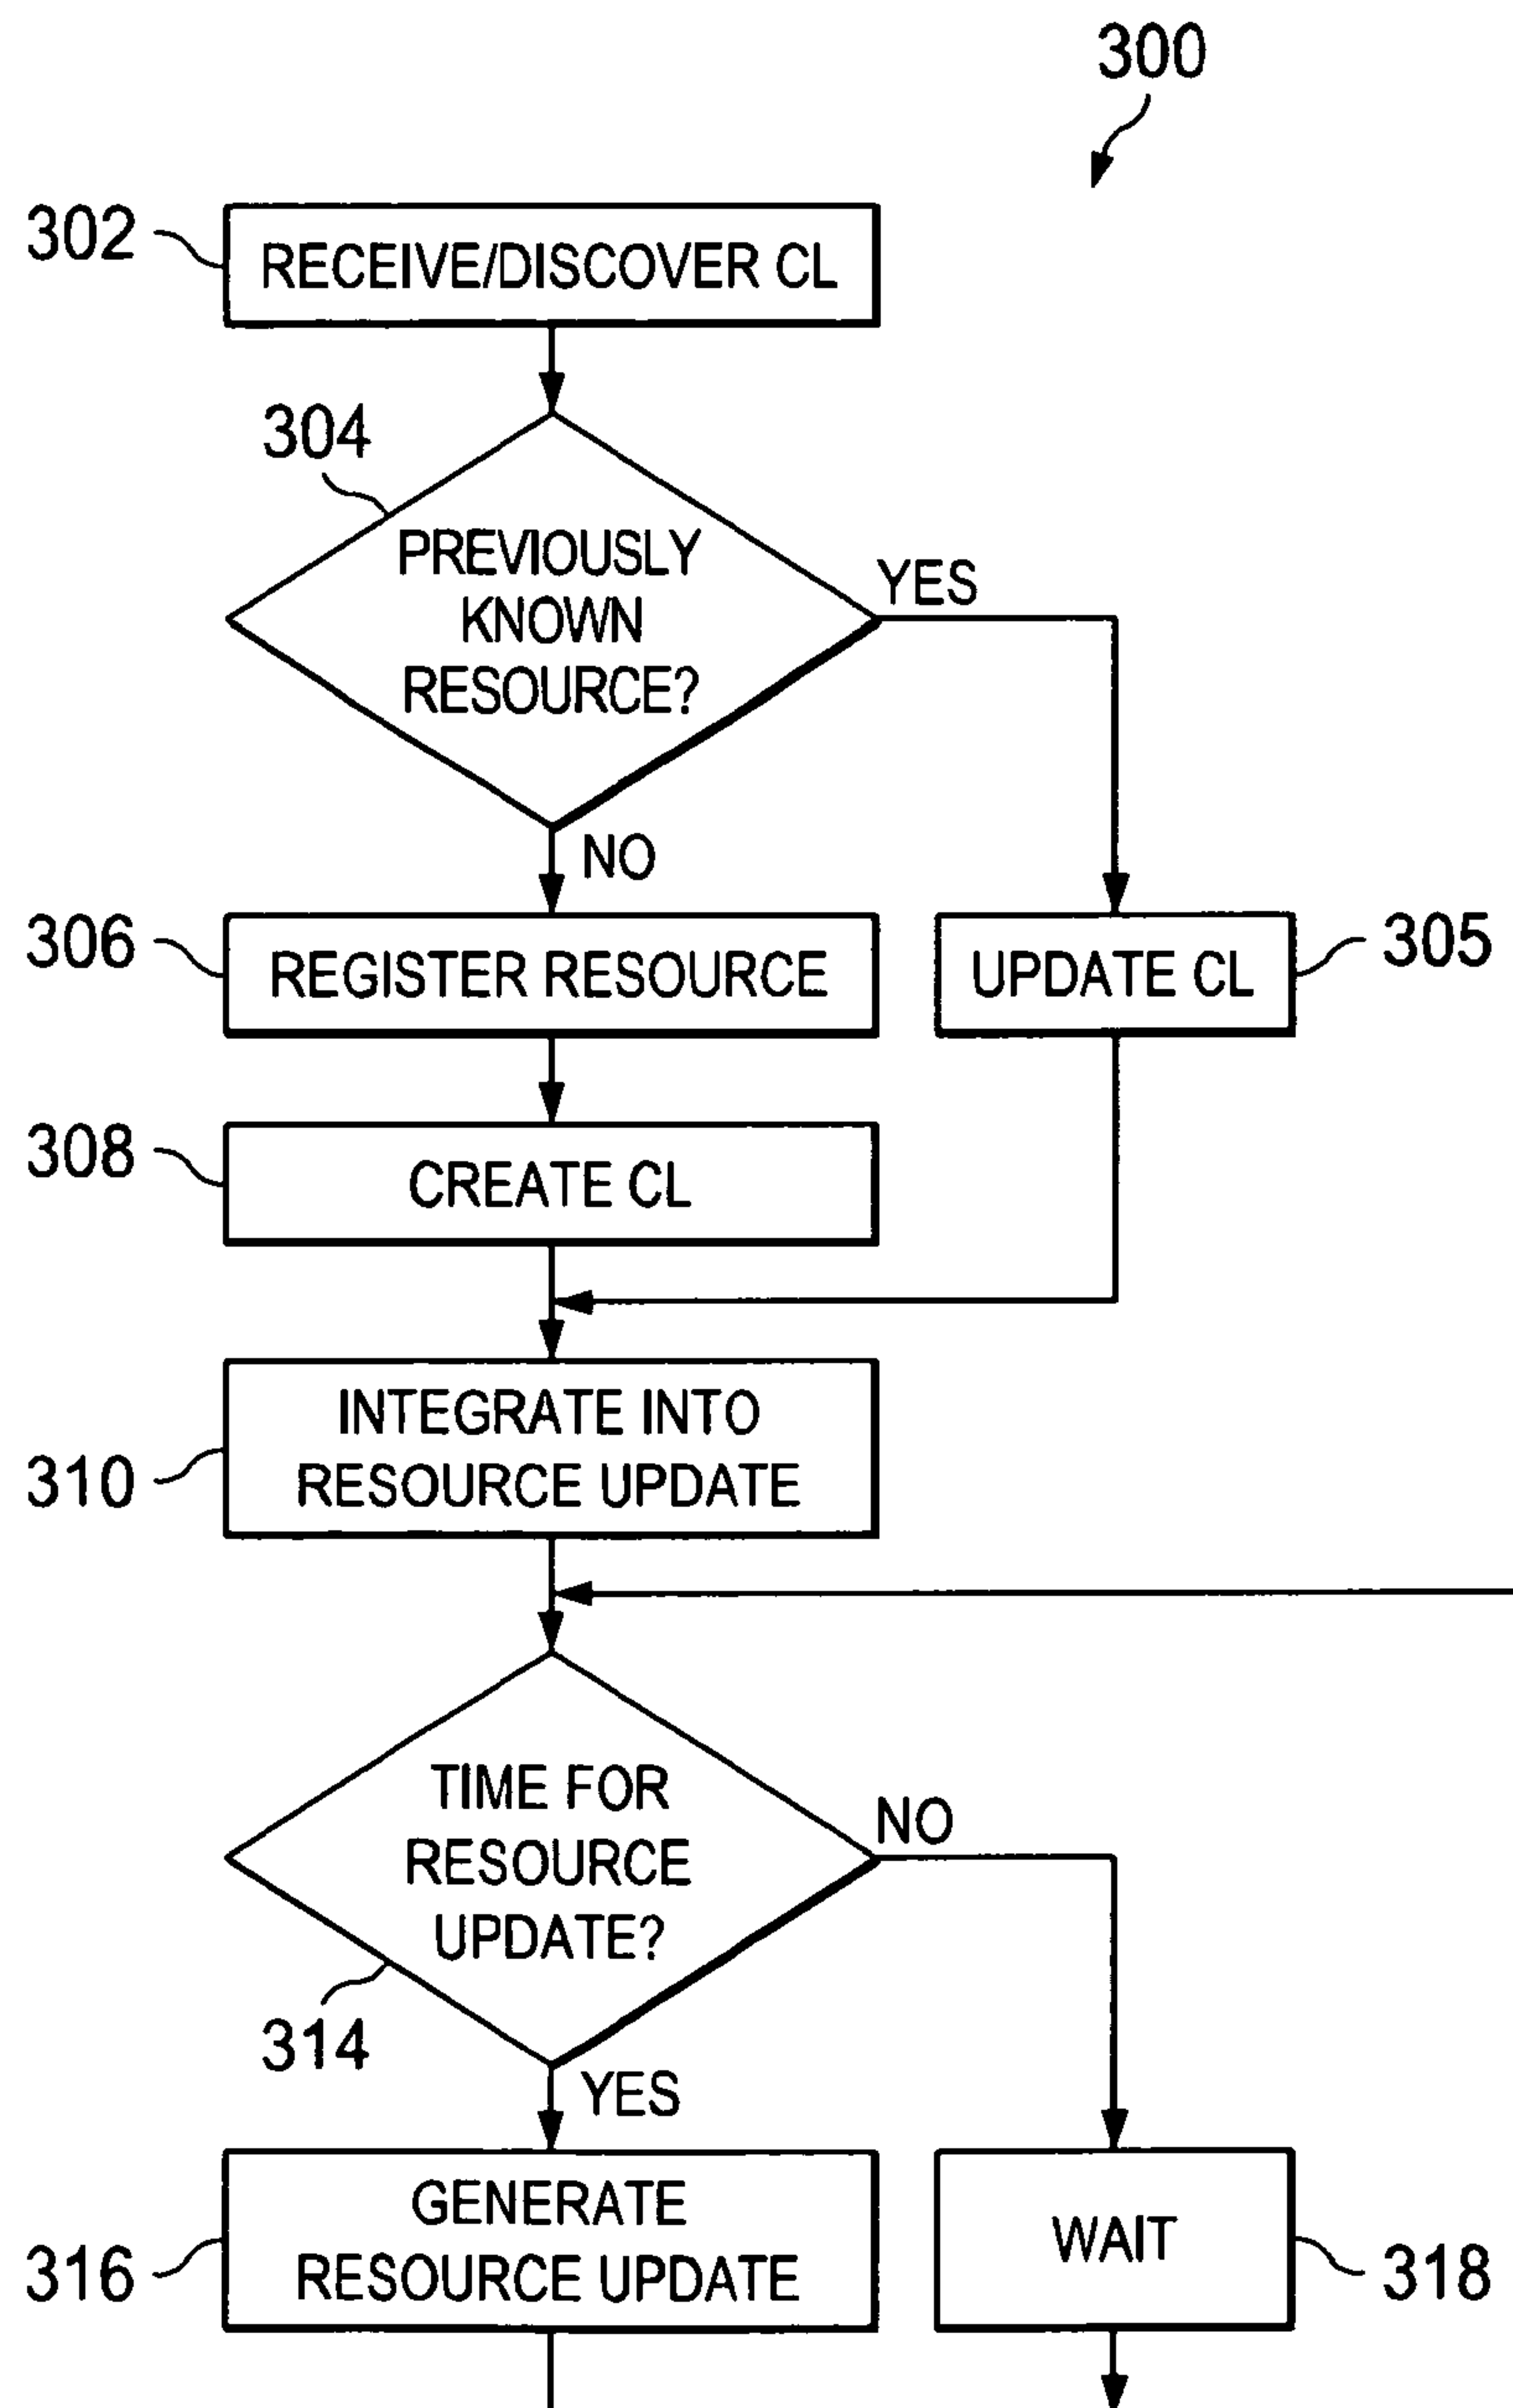 300
302
RECEIVE/DISCOVER CL
304
PREVIOUSLY
KNOWN
RESOURCE?
YES
NO
306
REGISTER RESOURCE
UPDATE CL
305
308
CREATE CL
310
INTEGRATE INTO
RESOURCE UPDATE
TIME FOR
RESOURCE
UPDATE?
NO
314
YES
316
GENERATE
RESOURCE UPDATE
WAIT
318